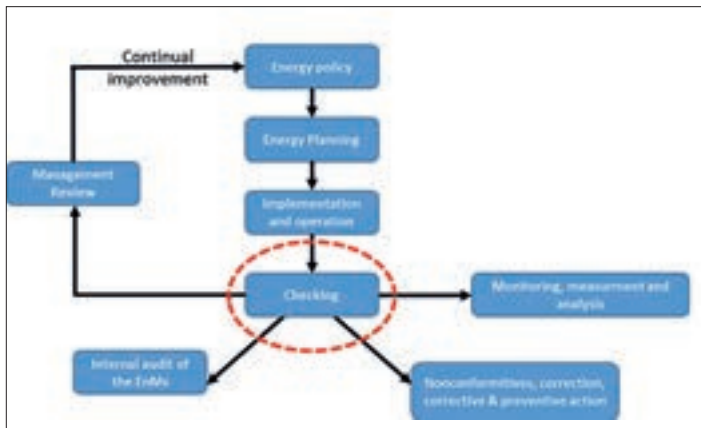 Continual
improvement
Energy policy
Energy Planning
Management
Review
Implementation
and operation
Checking
Monitoring, measurement and
analysis
Internal audit of
the EnMs
Nonconformitives, correction,
corrective & preventive action